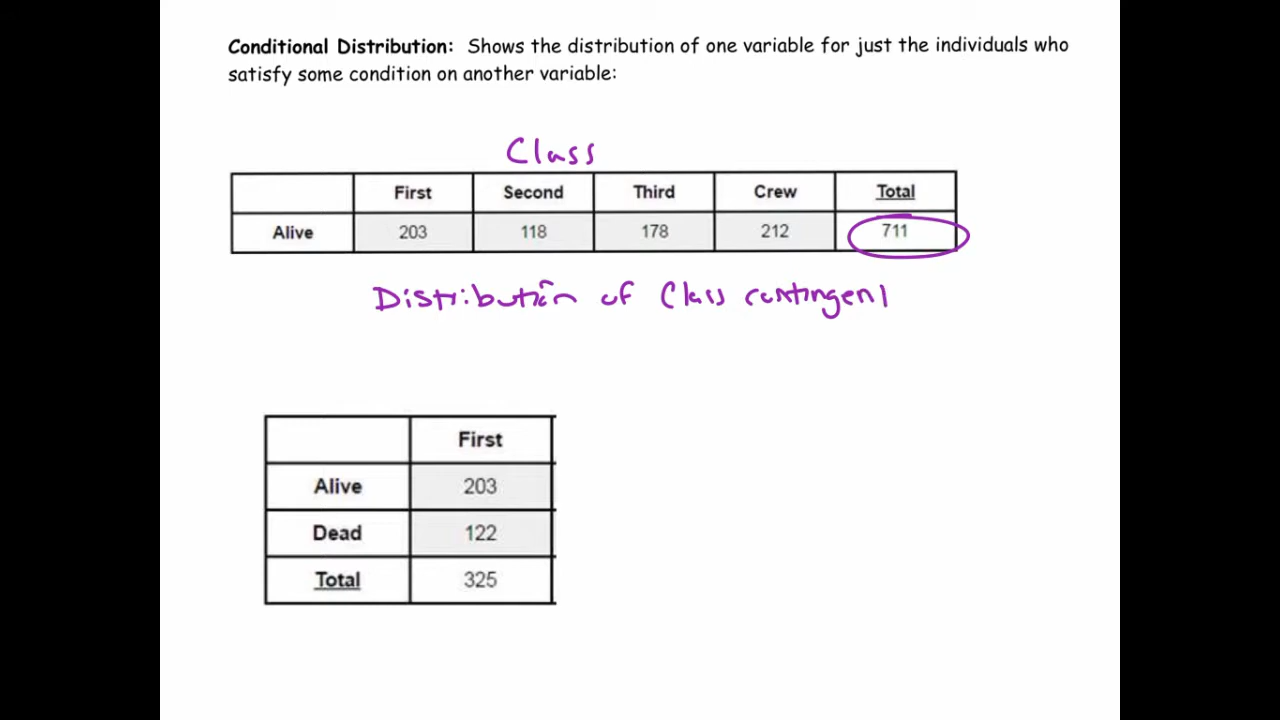 Conditional Distribution: Shows the distribution of one variable for just the individuals who
satisfy some condition on another variable:
Class
First Second Third Crew Total
Alive 203 118 178 212 711
Distribution of Class contingen
First
Alive 203
Dead 122
Total 325